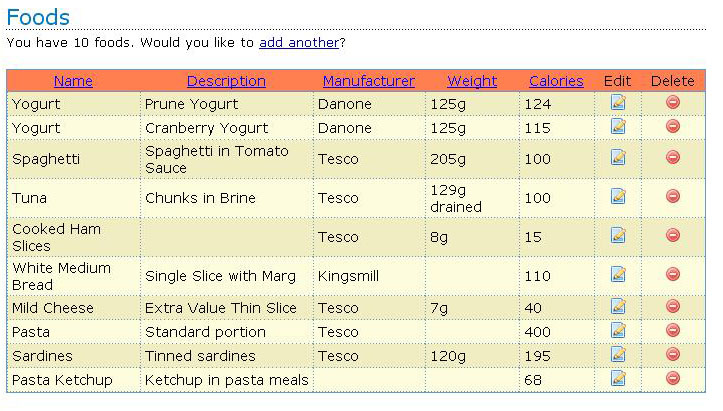 Foods
You have 10 foods. Would you like to add another?
Name Description Manufacturer Weight Calories Edit Delete
Yogurt Prune Yogurt Danone 125g 124
Yogurt Cranberry Yogurt Danone 125g 115
Spaghetti Spaghetti in Tomato Sauce Tesco 205g 100
Tuna Chunks in Brine Tesco 129g drained 100
Cooked Ham Slices Tesco 8g 15
White Medium Bread Single Slice with Marg Kingsmill 110
Mild Cheese Extra Value Thin Slice Tesco 7g 40
Pasta Standard portion Tesco 400
Sardines Tinned sardines Tesco 120g 195
Pasta Ketchup Ketchup in pasta meals 68